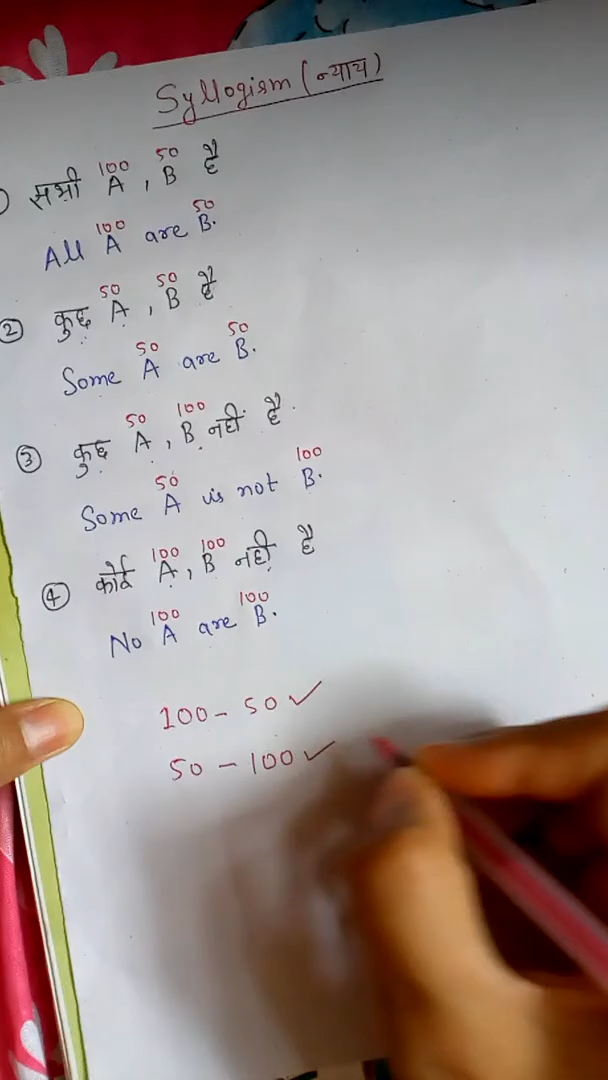 Syllogism (न्याय)
100 50
सभी A, B है
100 50
All A are B.
50 50
② कुछ A, B है
50 50
Some A are B.
50 100
③ कुछ A, B नहीं है.
50 100
Some A is not B.
100 100
④ कोई A, B नही है
100 100
No A are B.
100 - 50 ✓
50 - 100 ✓